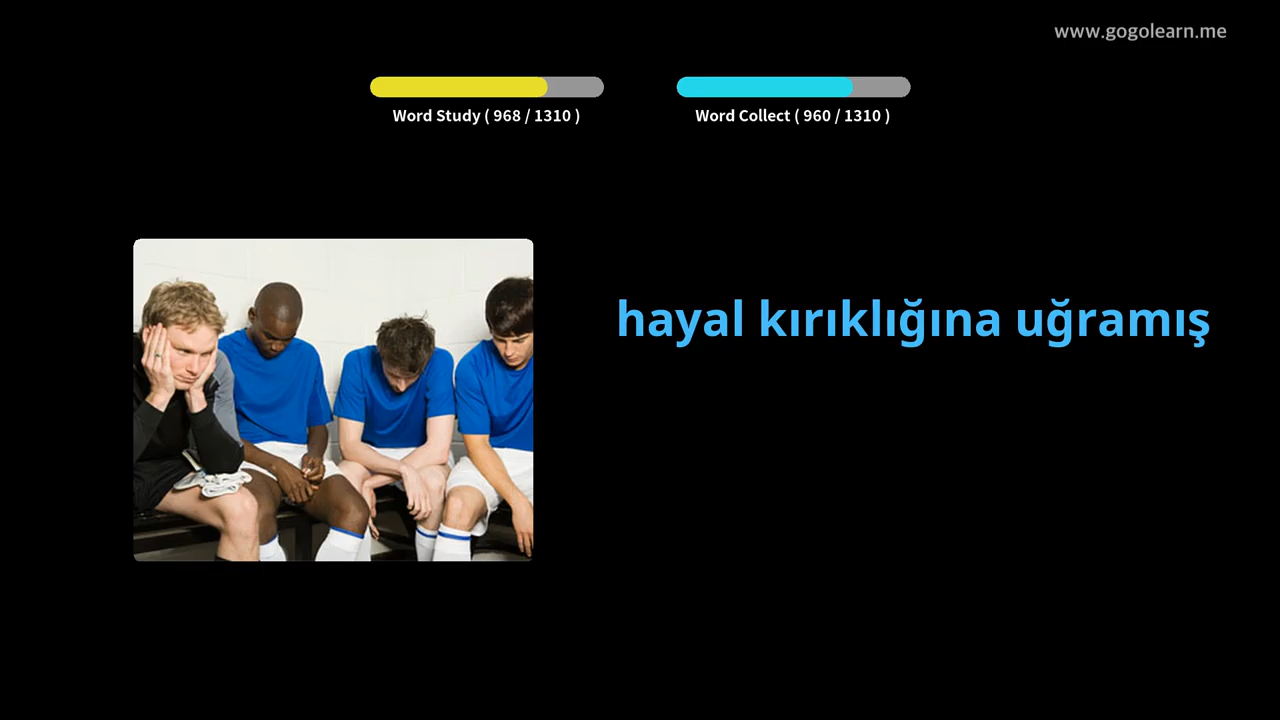 www.gogolearn.me
Word Study ( 968 / 1310 )
Word Collect ( 960 / 1310 )
hayal kırıklığına uğramış